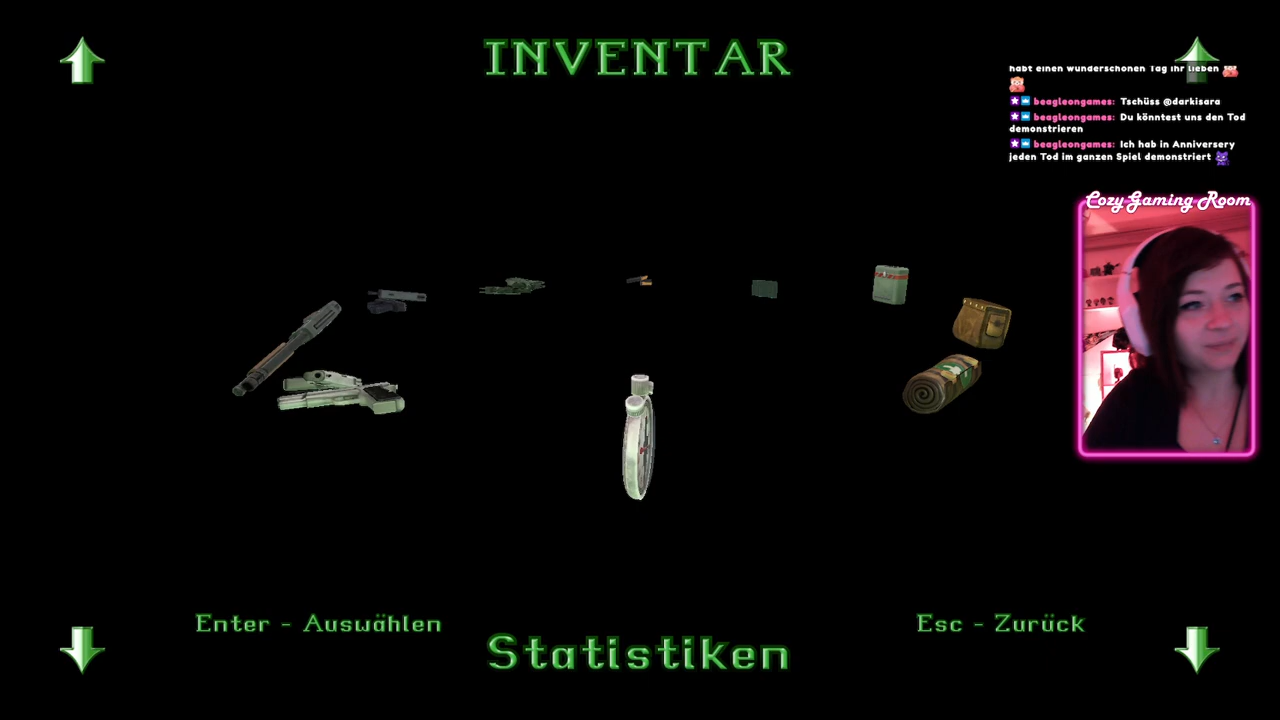 INVENTAR
habt einen wunderschönen Tag ihr lieben
beagleongames: Tschüss @darkisara
beagleongames: Du könntest uns den Tod
demonstrieren
beagleongames: Ich hab in Anniversery
jeden Tod im ganzen Spiel demonstriert
Cozy Gaming Room
Enter - Auswählen
Esc - Zurück
Statistiken